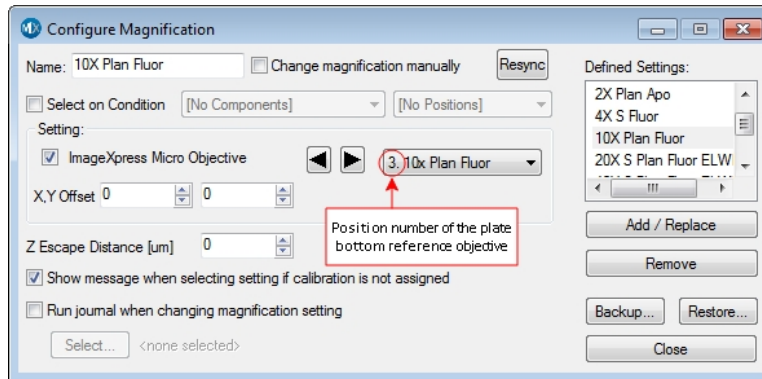 Configure Magnification
Name: 10X Plan Fluor
Change magnification manually
Resync
Select on Condition
[No Components]
[No Positions]
Setting:
ImageXpress Micro Objective
3. 10x Plan Fluor
X,Y Offset 0
0
Position number of the plate
bottom reference objective
Z Escape Distance [um] 0
Show message when selecting setting if calibration is not assigned
Run journal when changing magnification setting
Select...
<none selected>
Defined Settings:
2X Plan Apo
4X S Fluor
10X Plan Fluor
20X S Plan Fluor ELW
Add / Replace
Remove
Backup...
Restore...
Close